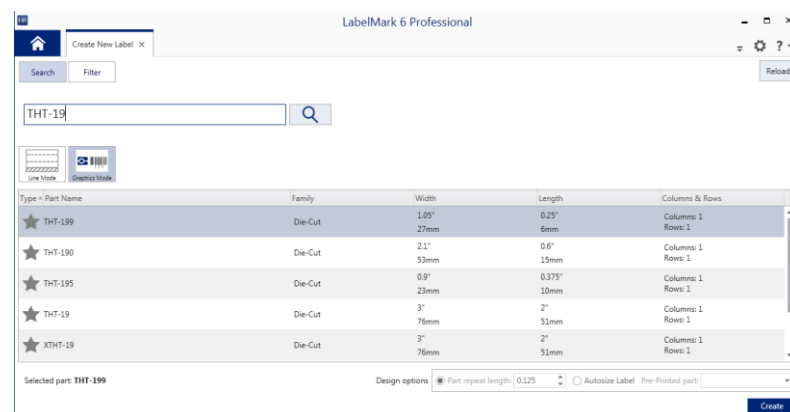 LabelMark 6 Professional
Create New Label
Search Filter Reload
THT-19
Line Mode Graphics Mode
Type Part Name Family Width Length Columns & Rows
THT-199 Die-Cut 1.05" 0.25" Columns: 1
27mm 6mm Rows: 1
THT-190 Die-Cut 2.1" 0.6" Columns: 1
53mm 15mm Rows: 1
THT-195 Die-Cut 0.9" 0.375" Columns: 1
23mm 10mm Rows: 1
THT-19 Die-Cut 3" 2" Columns: 1
76mm 51mm Rows: 1
XTHT-19 Die-Cut 3" 2" Columns: 1
76mm 51mm Rows: 1
Selected part: THT-199 Design options Part repeat length: 0.125 Autosize Label Pre-Printed part:
Create